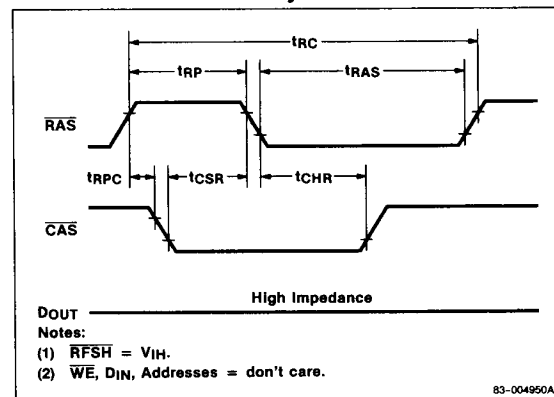 tRC
tRP
tRAS
RAS
tRPC
tCSR
tCHR
CAS
High Impedance
DOUT
Notes:
(1) RFSH = VIH.
(2) WE, DIN, Addresses = don't care.
83-004950A